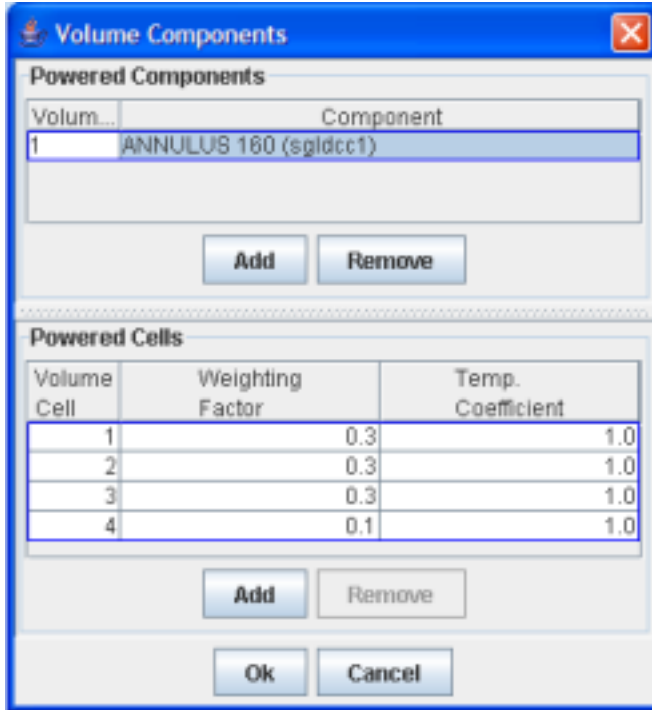 Volume Components
Powered Components
Volum... Component
1 ANNULUS 160 (sgldcc1)
Add Remove
Powered Cells
Volume Weighting Temp.
Cell Factor Coefficient
1 0.3 1.0
2 0.3 1.0
3 0.3 1.0
4 0.1 1.0
Add Remove
Ok Cancel